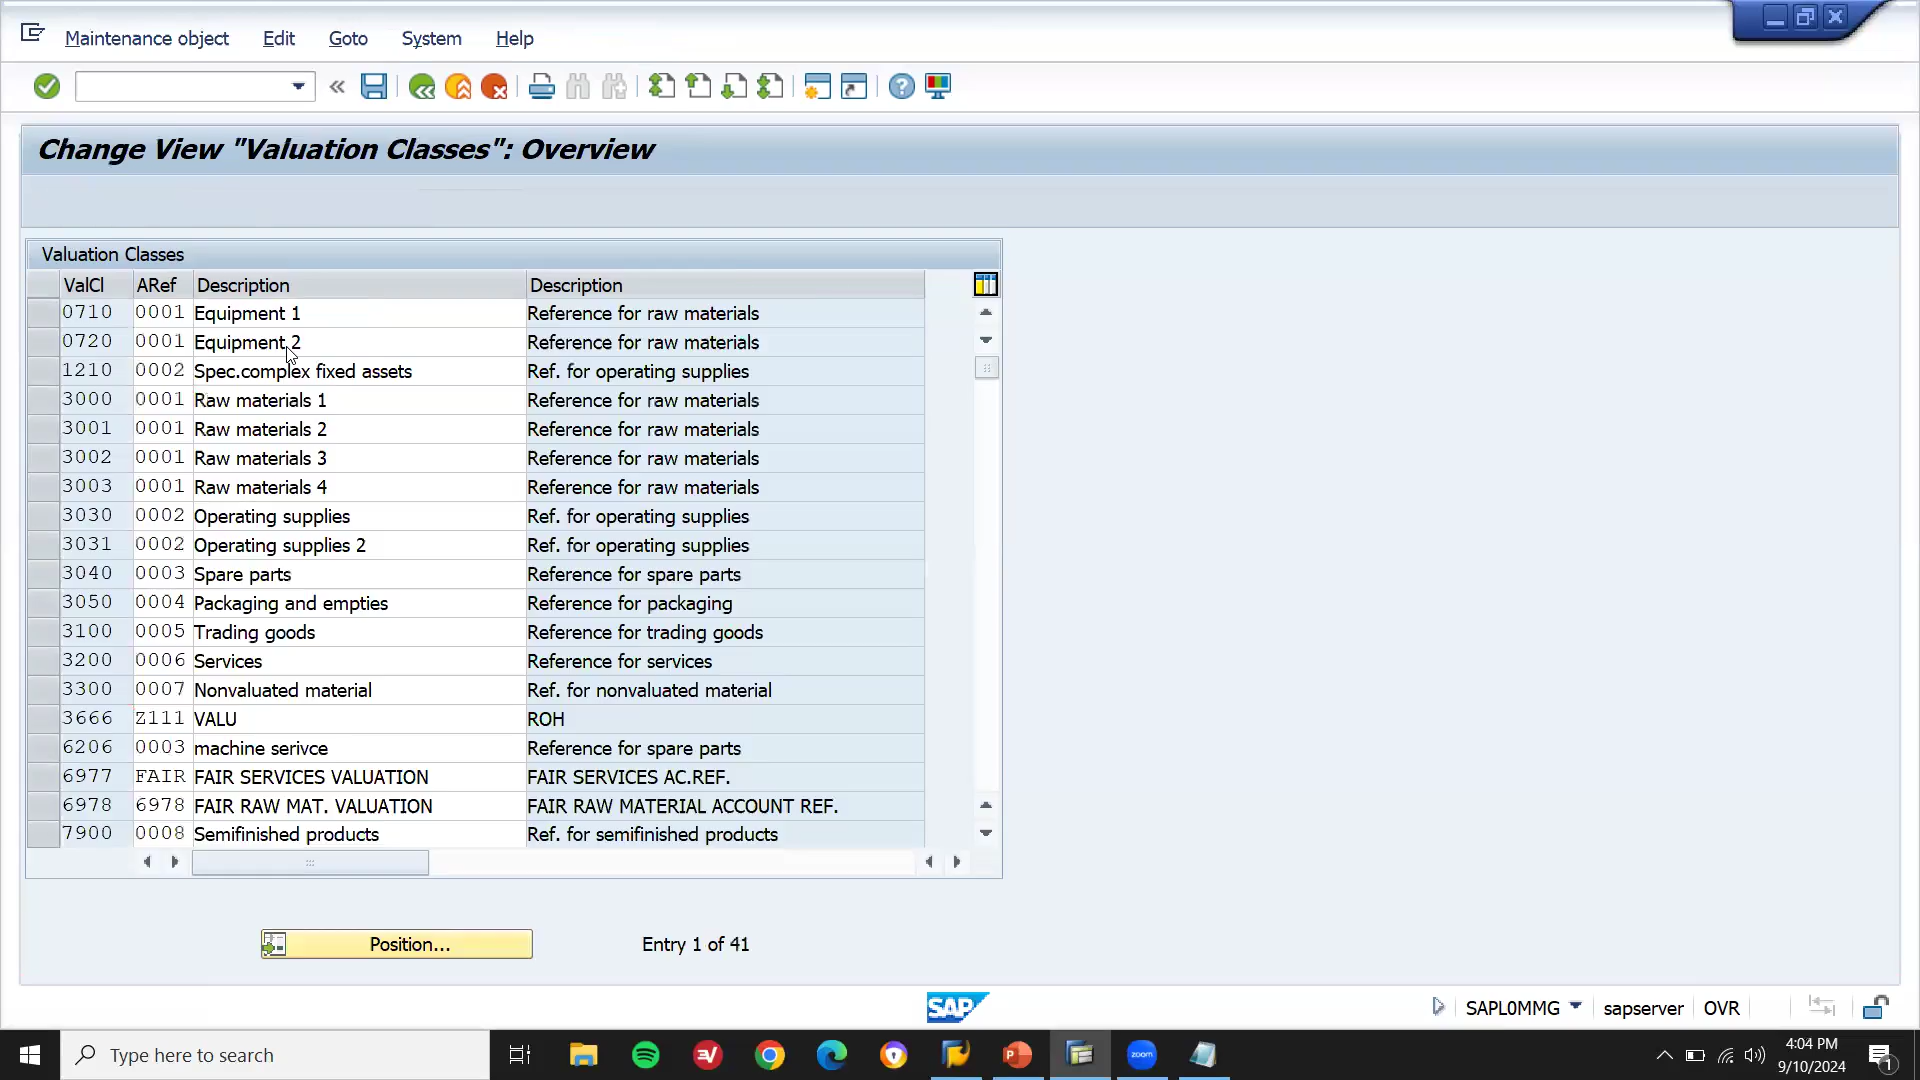 Maintenance object Edit Goto System Help
Change View "Valuation Classes": Overview
Valuation Classes
ValCl ARef Description Description
0710 0001 Equipment 1 Reference for raw materials
0720 0001 Equipment 2 Reference for raw materials
1210 0002 Spec.complex fixed assets Ref. for operating supplies
3000 0001 Raw materials 1 Reference for raw materials
3001 0001 Raw materials 2 Reference for raw materials
3002 0001 Raw materials 3 Reference for raw materials
3003 0001 Raw materials 4 Reference for raw materials
3030 0002 Operating supplies Ref. for operating supplies
3031 0002 Operating supplies 2 Ref. for operating supplies
3040 0003 Spare parts Reference for spare parts
3050 0004 Packaging and empties Reference for packaging
3100 0005 Trading goods Reference for trading goods
3200 0006 Services Reference for services
3300 0007 Nonvaluated material Ref. for nonvaluated material
3666 Z111 VALU ROH
6206 0003 machine serivce Reference for spare parts
6977 FAIR FAIR SERVICES VALUATION FAIR SERVICES AC.REF.
6978 6978 FAIR RAW MAT. VALUATION FAIR RAW MATERIAL ACCOUNT REF.
7900 0008 Semifinished products Ref. for semifinished products
Position... Entry 1 of 41
SAP SAPL0MMG sapserver OVR
Type here to search zoom 4:04 PM
9/10/2024 1